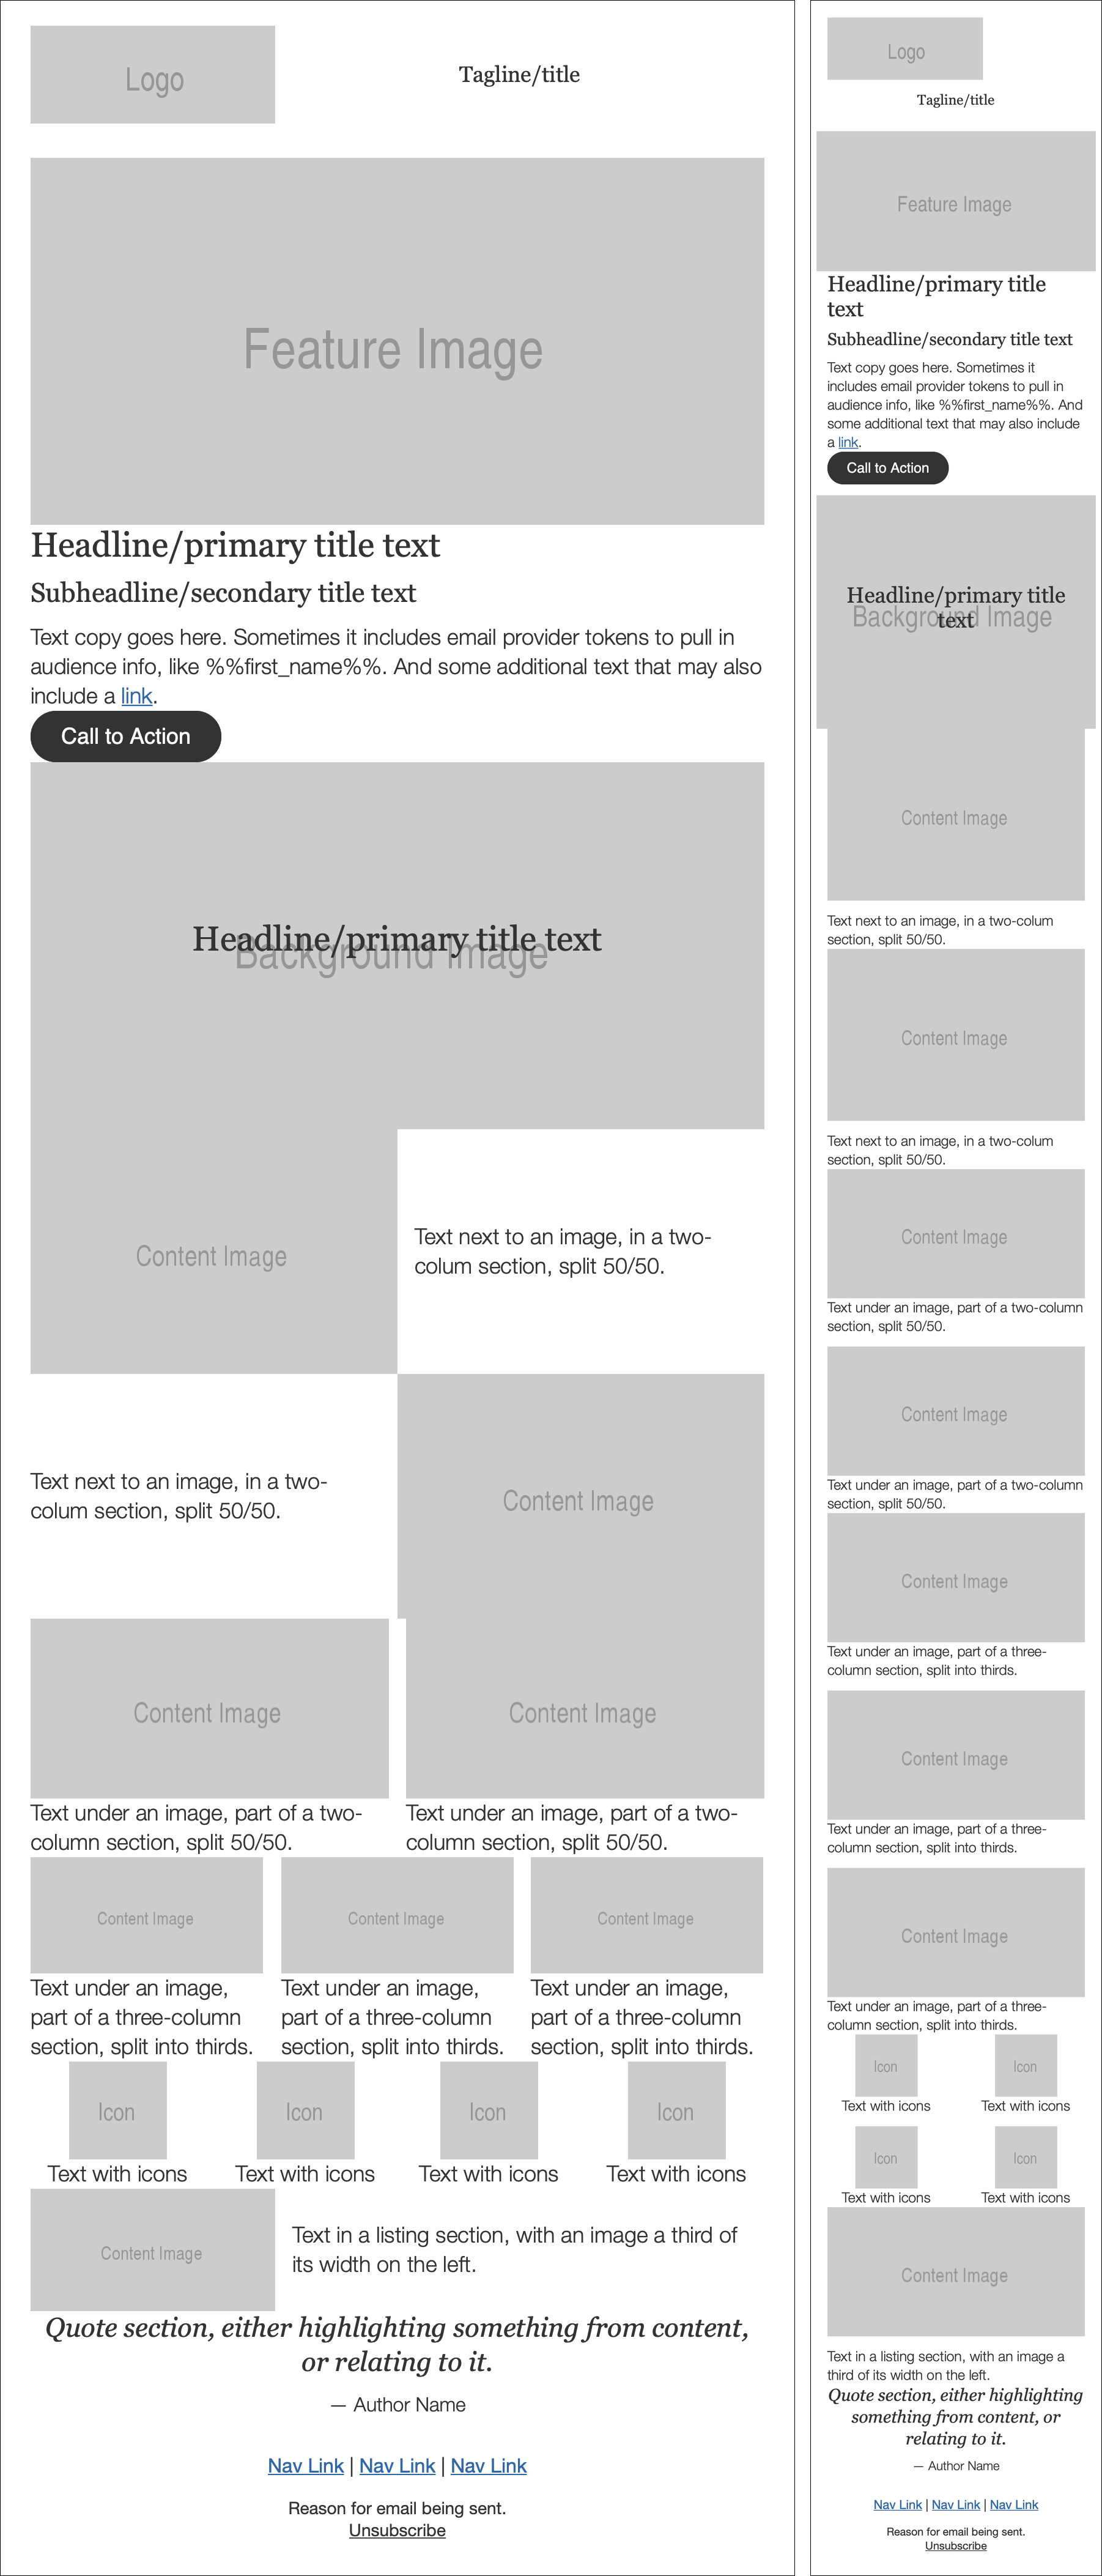 Logo
Tagline/title
Feature Image
Headline/primary title text
Subheadline/secondary title text
Text copy goes here. Sometimes it includes email provider tokens to pull in
audience info, like %%first_name%%. And some additional text that may also
include a link.
Call to Action
Headline/primary title text
Background Image
Content Image
Text next to an image, in a two-
colum section, split 50/50.
Text next to an image, in a two-
colum section, split 50/50.
Content Image
Content Image
Content Image
Text under an image, part of a two-
column section, split 50/50.
Text under an image, part of a two-
column section, split 50/50.
Content Image
Content Image
Content Image
Text under an image,
part of a three-column
section, split into thirds.
Text under an image,
part of a three-column
section, split into thirds.
Text under an image,
part of a three-column
section, split into thirds.
Icon
Icon
Icon
Icon
Text with icons
Text with icons
Text with icons
Text with icons
Content Image
Text in a listing section, with an image a third of
its width on the left.
Quote section, either highlighting something from content,
or relating to it.
— Author Name
Nav Link | Nav Link | Nav Link
Reason for email being sent.
Unsubscribe
Logo
Tagline/title
Feature Image
Headline/primary title
text
Subheadline/secondary title text
Text copy goes here. Sometimes it
includes email provider tokens to pull in
audience info, like %%first_name%%. And
some additional text that may also include
a link.
Call to Action
Headline/primary title
text
Background Image
Content Image
Text next to an image, in a two-colum
section, split 50/50.
Content Image
Text next to an image, in a two-colum
section, split 50/50.
Content Image
Text under an image, part of a two-column
section, split 50/50.
Content Image
Text under an image, part of a two-column
section, split 50/50.
Content Image
Text under an image, part of a three-
column section, split into thirds.
Content Image
Text under an image, part of a three-
column section, split into thirds.
Content Image
Text under an image, part of a three-
column section, split into thirds.
Icon
Icon
Text with icons
Text with icons
Icon
Icon
Text with icons
Text with icons
Content Image
Text in a listing section, with an image a
third of its width on the left.
Quote section, either highlighting
something from content, or
relating to it.
— Author Name
Nav Link | Nav Link | Nav Link
Reason for email being sent.
Unsubscribe